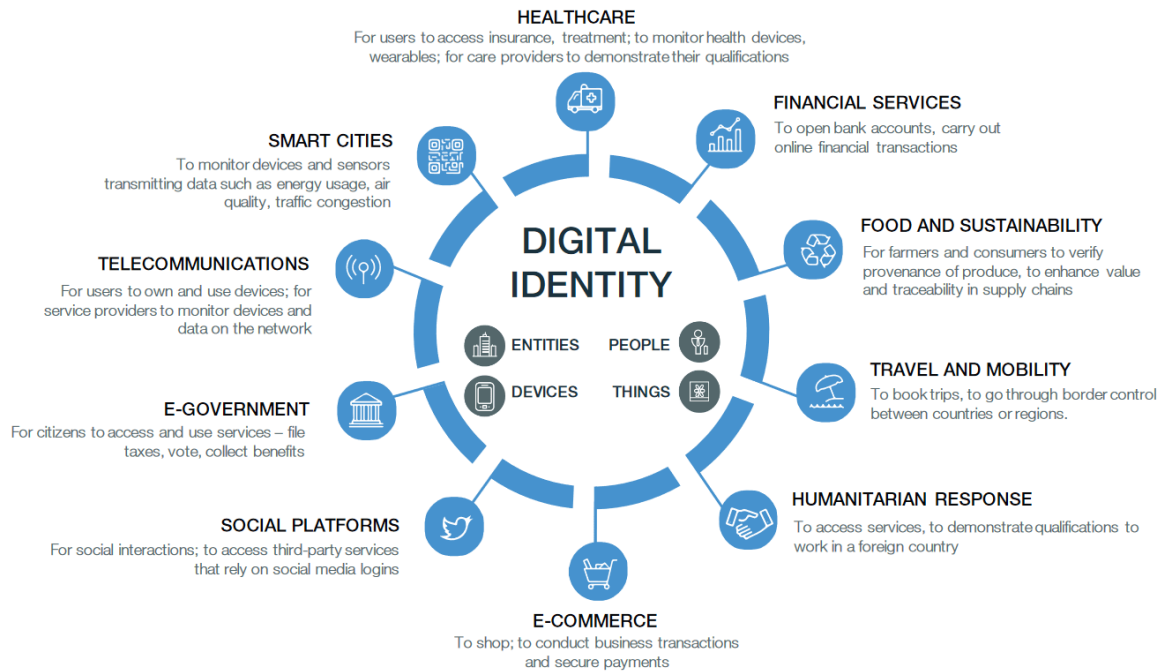 HEALTHCARE
For users to access insurance, treatment; to monitor health devices,
wearables; for care providers to demonstrate their qualifications
FINANCIAL SERVICES
To open bank accounts, carry out
online financial transactions
FOOD AND SUSTAINABILITY
For farmers and consumers to verify
provenance of produce, to enhance value
and traceability in supply chains
TRAVEL AND MOBILITY
To book trips, to go through border control
between countries or regions.
HUMANITARIAN RESPONSE
To access services, to demonstrate qualifications to
work in a foreign country
E-COMMERCE
To shop; to conduct business transactions
and secure payments
SOCIAL PLATFORMS
For social interactions; to access third-party services
that rely on social media logins
E-GOVERNMENT
For citizens to access and use services – file
taxes, vote, collect benefits
TELECOMMUNICATIONS
For users to own and use devices; for
service providers to monitor devices and
data on the network
SMART CITIES
To monitor devices and sensors
transmitting data such as energy usage, air
quality, traffic congestion
DIGITAL
IDENTITY
ENTITIES
PEOPLE
DEVICES
THINGS